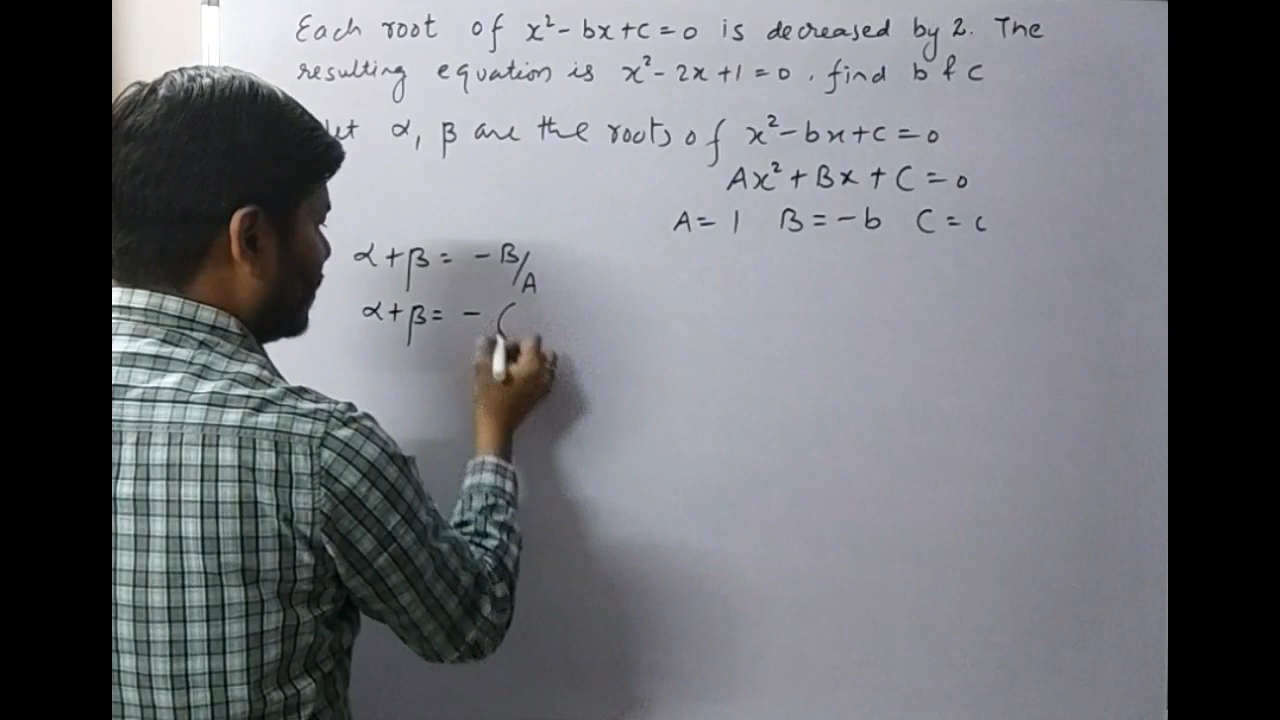 Each root of x² - bx + c = 0 is decreased by 2. The
resulting equation is x² - 2x + 1 = 0, find b & c
α, β are the roots of x² - bx + c = 0
Ax² + Bx + C = 0
A = 1 B = -b C = c
α + β = -B/A
α + β = - (